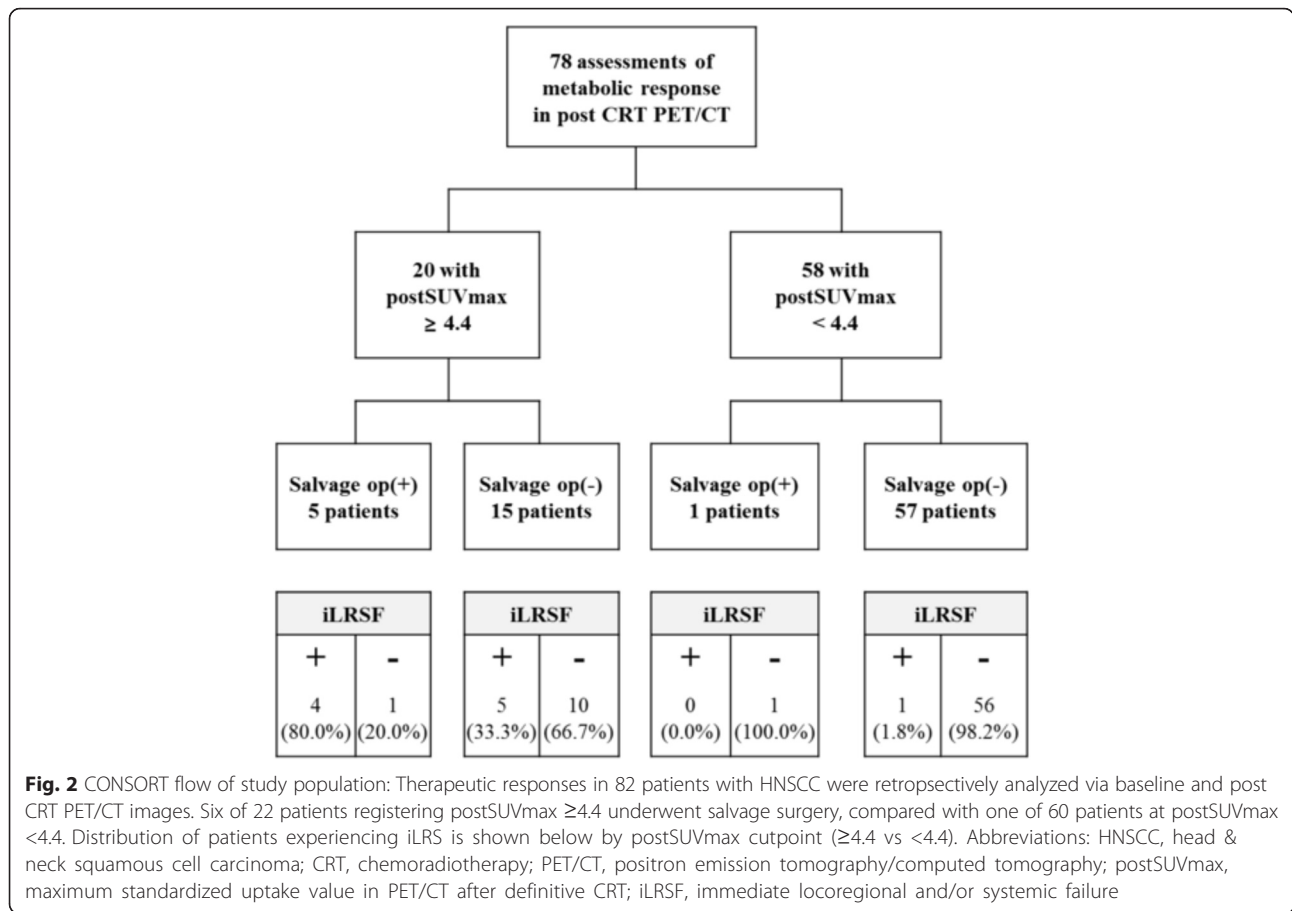 78 assessments of
metabolic response
in post CRT PET/CT
20 with
postSUVmax
≥ 4.4
58 with
postSUVmax
< 4.4
Salvage op(+)
5 patients
Salvage op(-)
15 patients
Salvage op(+)
1 patients
Salvage op(-)
57 patients
iLRSF
+ -
4 1
(80.0%) (20.0%)
iLRSF
+ -
5 10
(33.3%) (66.7%)
iLRSF
+ -
0 1
(0.0%) (100.0%)
iLRSF
+ -
1 56
(1.8%) (98.2%)
Fig. 2 CONSORT flow of study population: Therapeutic responses in 82 patients with HNSCC were retropsectively analyzed via baseline and post
CRT PET/CT images. Six of 22 patients registering postSUVmax ≥4.4 underwent salvage surgery, compared with one of 60 patients at postSUVmax
<4.4. Distribution of patients experiencing iLRS is shown below by postSUVmax cutpoint (≥4.4 vs <4.4). Abbreviations: HNSCC, head &
neck squamous cell carcinoma; CRT, chemoradiotherapy; PET/CT, positron emission tomography/computed tomography; postSUVmax,
maximum standardized uptake value in PET/CT after definitive CRT; iLRSF, immediate locoregional and/or systemic failure